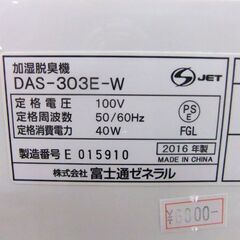 加湿脱臭機
DAS-303E-W
定格電圧 100V
定格周波数 50/60Hz
定格消費電力 40W
S JET
PS
E
FGL
製造番号 E 015910
2016年製
MADE IN CHINA
株式会社 富士通ゼネラル